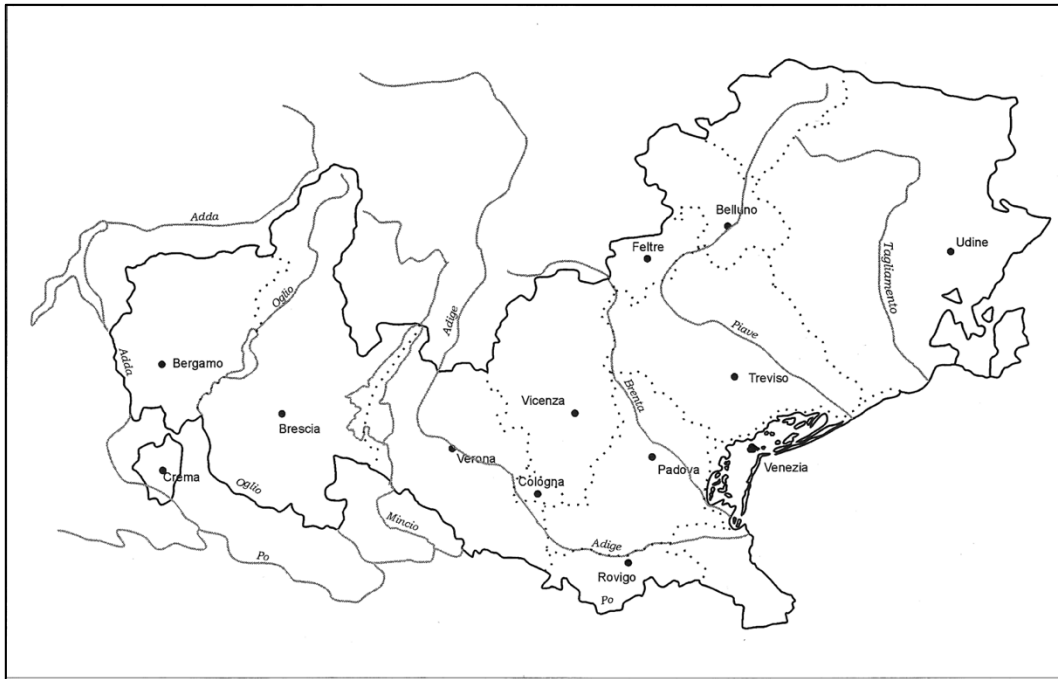 Adda
Belluno
Feltre
Udine
Tagliamento
Oglio
Adige
Piave
Adda
Bergamo
Treviso
Vicenza
Brenta
Brescia
Verona
Padova
Venezia
Crema
Cológna
Oglio
Mincio
Adige
Po
Rovigo
Po